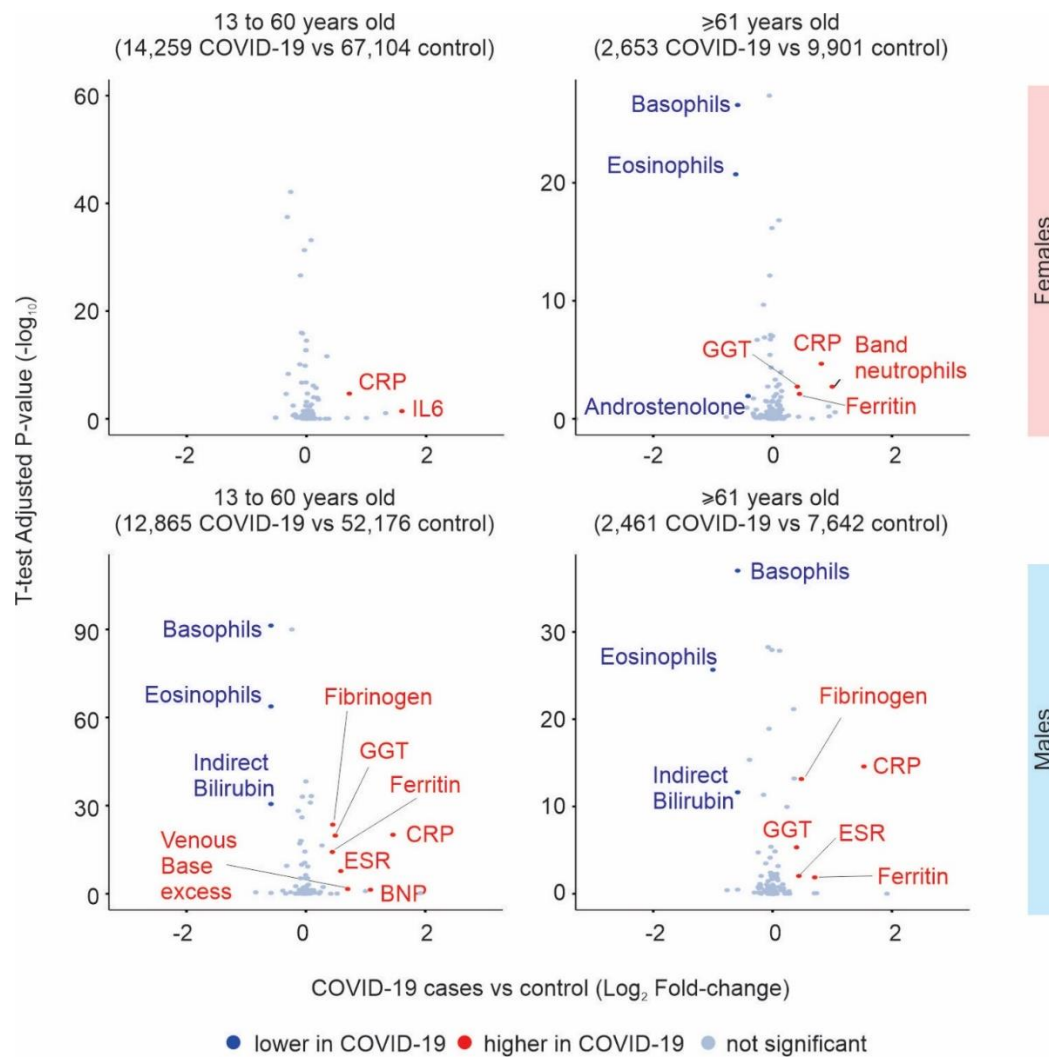 13 to 60 years old
(14,259 COVID-19 vs 67,104 control)
60
40
20
0
-2
0
2
CRP
IL6
⩾61 years old
(2,653 COVID-19 vs 9,901 control)
20
10
0
-2
0
2
Basophils
Eosinophils
GGT
CRP
Band
neutrophils
Androstenolone
Ferritin
Females
T-test Adjusted P-value (-log₁₀)
13 to 60 years old
(12,865 COVID-19 vs 52,176 control)
90
60
30
0
-2
0
2
Basophils
Eosinophils
Fibrinogen
GGT
Indirect
Bilirubin
Ferritin
Venous
Base
excess
CRP
ESR
BNP
⩾61 years old
(2,461 COVID-19 vs 7,642 control)
30
20
10
0
-2
0
2
Basophils
Eosinophils
Fibrinogen
CRP
Indirect
Bilirubin
GGT
ESR
Ferritin
Males
COVID-19 cases vs control (Log₂ Fold-change)
lower in COVID-19 higher in COVID-19 not significant